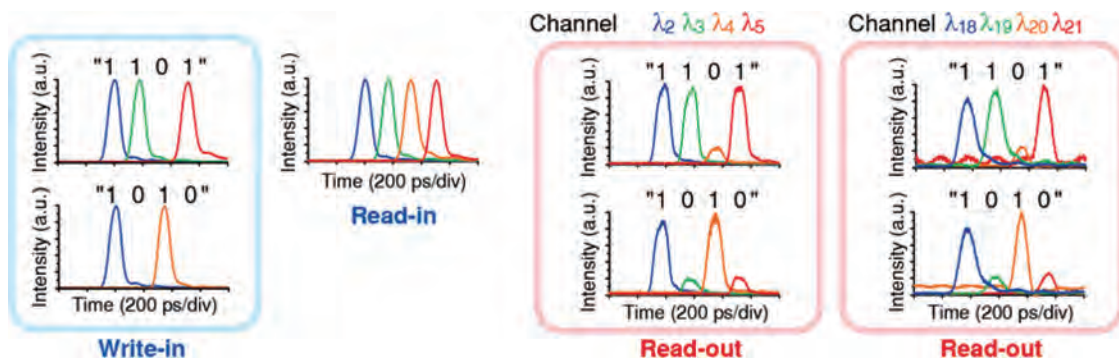 Channel λ2 λ3 λ4 λ5
Channel λ18 λ19 λ20 λ21
"1 1 0 1"
Intensity (a.u.)
"1 0 1 0"
Intensity (a.u.)
Time (200 ps/div)
Write-in
Intensity (a.u.)
Time (200 ps/div)
Read-in
"1 1 0 1"
Intensity (a.u.)
"1 0 1 0"
Intensity (a.u.)
Time (200 ps/div)
Read-out
"1 1 0 1"
Intensity (a.u.)
"1 0 1 0"
Intensity (a.u.)
Time (200 ps/div)
Read-out